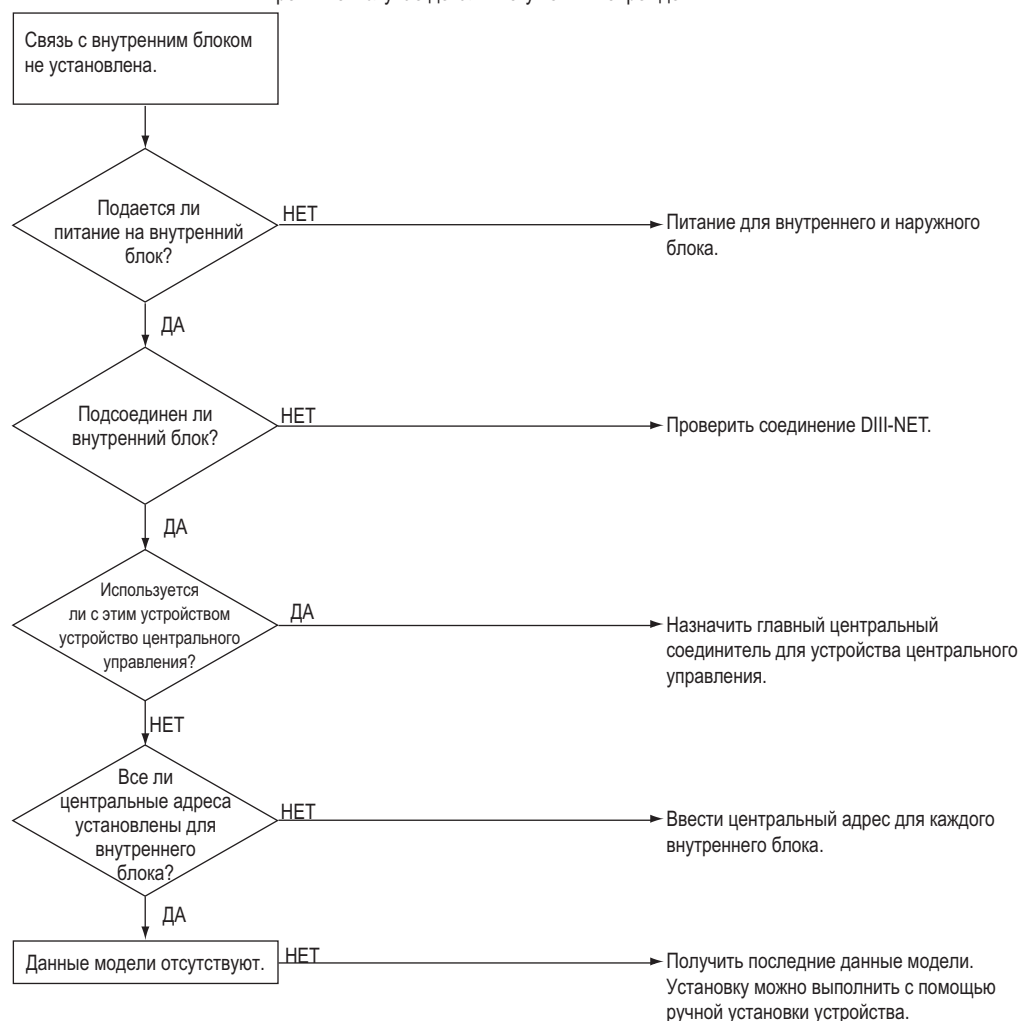 Связь с внутренним блоком
не установлена.
Подается ли
питание на внутренний
блок?
НЕТ
Питание для внутреннего и наружного
блока.
ДА
Подсоединен ли
внутренний блок?
НЕТ
Проверить соединение DIII-NET.
ДА
Используется
ли с этим устройством
устройство центрального
управления?
ДА
Назначить главный центральный
соединитель для устройства центрального
управления.
НЕТ
Все ли
центральные адреса
установлены для
внутреннего
блока?
НЕТ
Ввести центральный адрес для каждого
внутреннего блока.
ДА
Данные модели отсутствуют.
НЕТ
Получить последние данные модели.
Установку можно выполнить с помощью
ручной установки устройства.